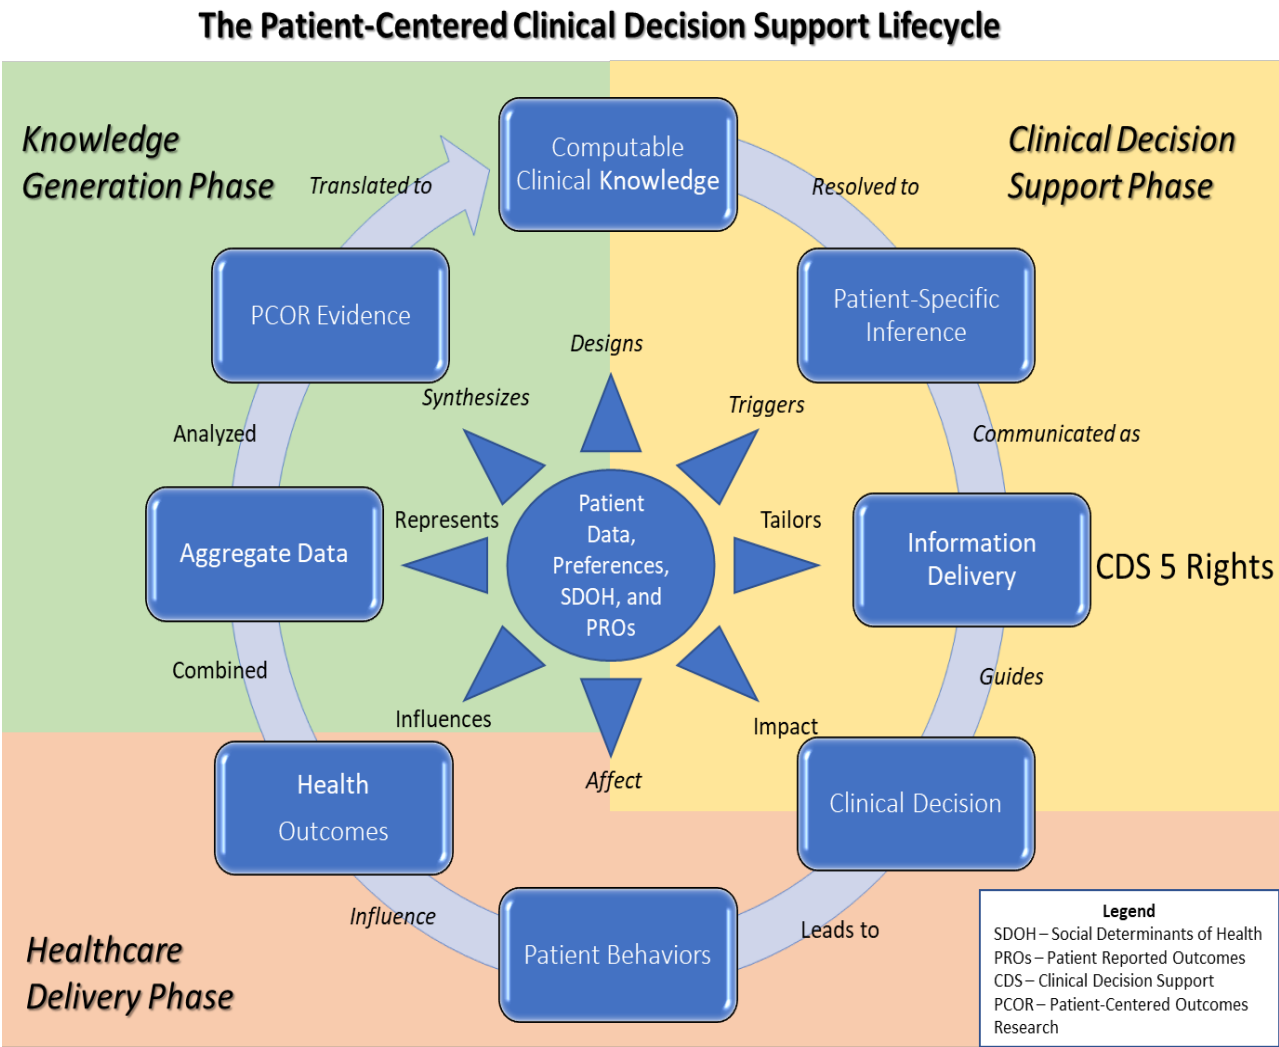 The Patient-Centered Clinical Decision Support Lifecycle
Knowledge
Generation Phase
Clinical Decision
Support Phase
Computable
Clinical Knowledge
Translated to
Resolved to
PCOR Evidence
Patient-Specific
Inference
Designs
Synthesizes
Triggers
Analyzed
Communicated as
Represents
Tailors
Aggregate Data
Patient
Data,
Preferences,
SDOH, and
PROs
Information
Delivery
CDS 5 Rights
Combined
Guides
Influences
Impact
Affect
Health
Outcomes
Clinical Decision
Influence
Leads to
Patient Behaviors
Healthcare
Delivery Phase
Legend
SDOH – Social Determinants of Health
PROs – Patient Reported Outcomes
CDS – Clinical Decision Support
PCOR – Patient-Centered Outcomes
Research